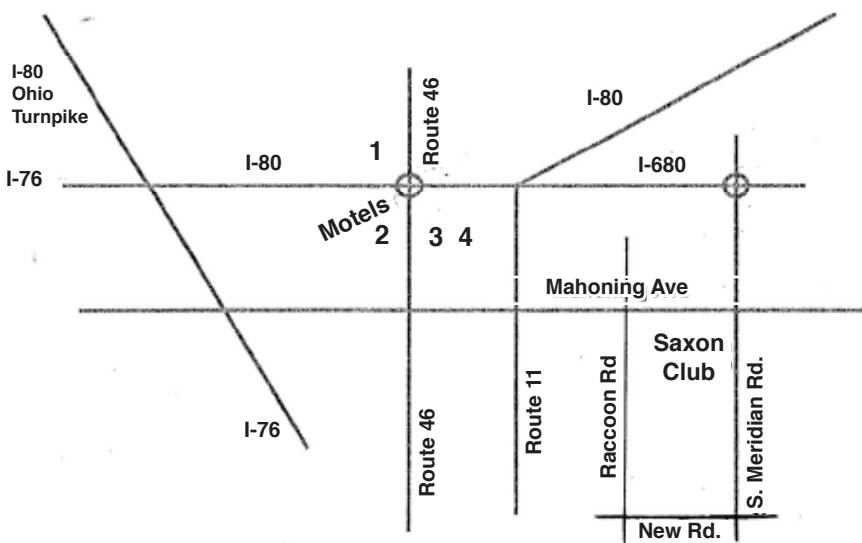 I-80
Ohio
Turnpike
I-76
I-80
1
Route 46
I-80
I-680
Motels
2
3 4
Mahoning Ave
Saxon
Club
I-76
Route 46
Route 11
Raccoon Rd
S. Meridian Rd.
New Rd.